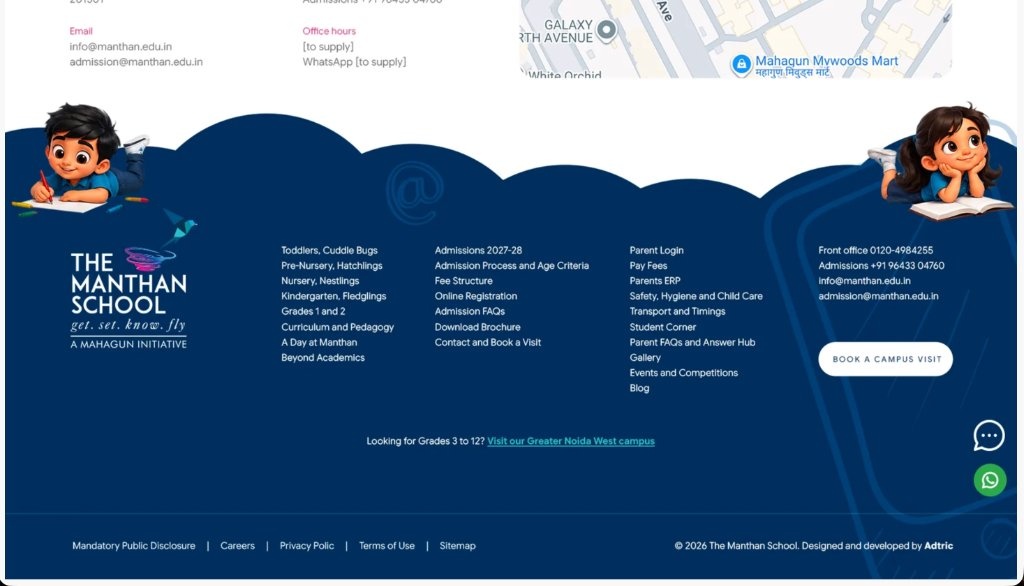 Email
info@manthan.edu.in
admission@manthan.edu.in
Office hours
[to supply]
WhatsApp [to supply]
GALAXY
RTH AVENUE
Ave
White Orchid
Mahagun Mywoods Mart
महागुण मिवुड्स मार्ट
THE
MANTHAN
SCHOOL
get. set. know. fly
A MAHAGUN INITIATIVE
Toddlers, Cuddle Bugs
Pre-Nursery, Hatchlings
Nursery, Nestlings
Kindergarten, Fledglings
Grades 1 and 2
Curriculum and Pedagogy
A Day at Manthan
Beyond Academics
Admissions 2027-28
Admission Process and Age Criteria
Fee Structure
Online Registration
Admission FAQs
Download Brochure
Contact and Book a Visit
Parent Login
Pay Fees
Parents ERP
Safety, Hygiene and Child Care
Transport and Timings
Student Corner
Parent FAQs and Answer Hub
Gallery
Events and Competitions
Blog
Front office 0120-4984255
Admissions +91 96433 04760
info@manthan.edu.in
admission@manthan.edu.in
BOOK A CAMPUS VISIT
Looking for Grades 3 to 12? Visit our Greater Noida West campus
Mandatory Public Disclosure | Careers | Privacy Polic | Terms of Use | Sitemap
© 2026 The Manthan School. Designed and developed by Adtric